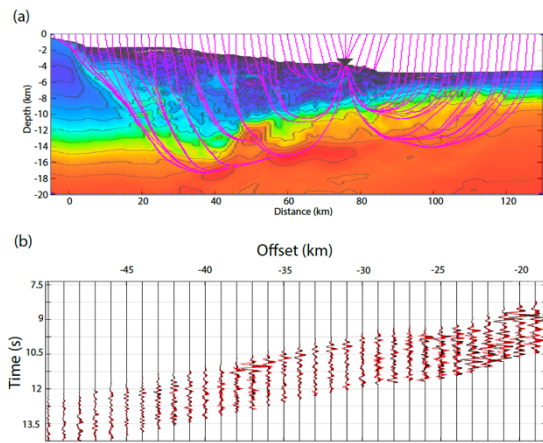 (a)
0
-2
-4
-6
-8
-10
-12
-14
-16
-18
-20
Depth (km)
0 20 40 60 80 100 120
Distance (km)
(b)
Offset (km)
-45 -40 -35 -30 -25 -20
7.5
9
10.5
12
13.5
Time (s)